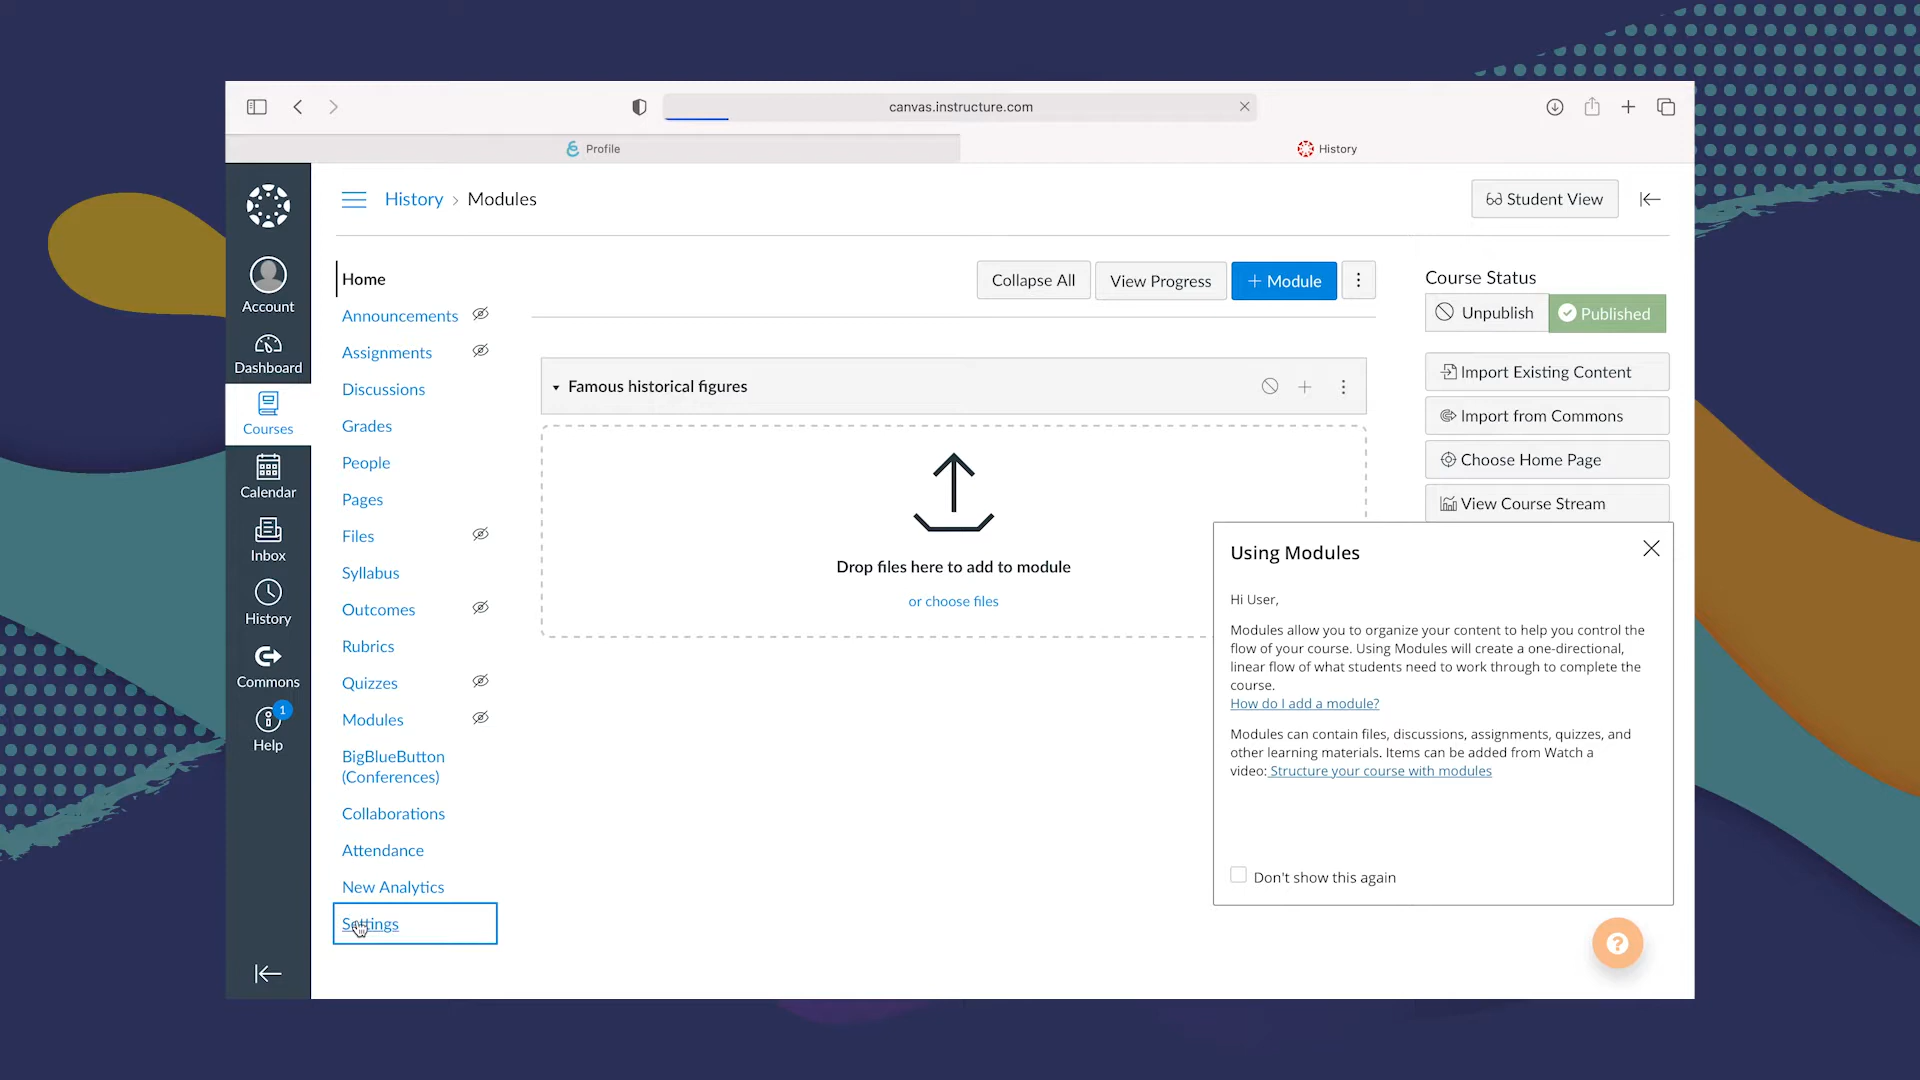 canvas.instructure.com
Profile
History
History › Modules
Student View
Account
Dashboard
Courses
Calendar
Inbox
History
Commons
1
Help
Home
Announcements
Assignments
Discussions
Grades
People
Pages
Files
Syllabus
Outcomes
Rubrics
Quizzes
Modules
BigBlueButton
(Conferences)
Collaborations
Attendance
New Analytics
Settings
Collapse All
View Progress
+ Module
Famous historical figures
Drop files here to add to module
or choose files
Course Status
Unpublish
Published
Import Existing Content
Import from Commons
Choose Home Page
View Course Stream
Using Modules
Hi User,
Modules allow you to organize your content to help you control the
flow of your course. Using Modules will create a one-directional,
linear flow of what students need to work through to complete the
course.
How do I add a module?
Modules can contain files, discussions, assignments, quizzes, and
other learning materials. Items can be added from Watch a
video: Structure your course with modules
Don't show this again
?